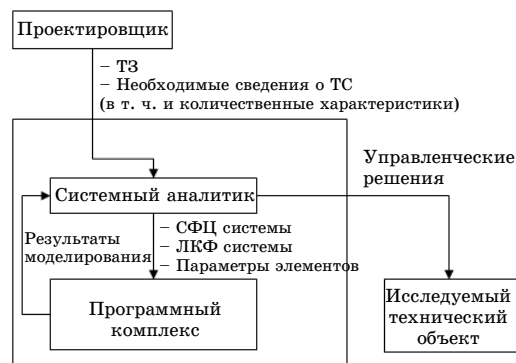 Проектировщик
– ТЗ
– Необходимые сведения о ТС
(в т. ч. и количественные характеристики)
Управленческие
решения
Системный аналитик
– СФЦ системы
– ЛКФ системы
– Параметры элементов
Результаты
моделирования
Программный
комплекс
Исследуемый
технический
объект